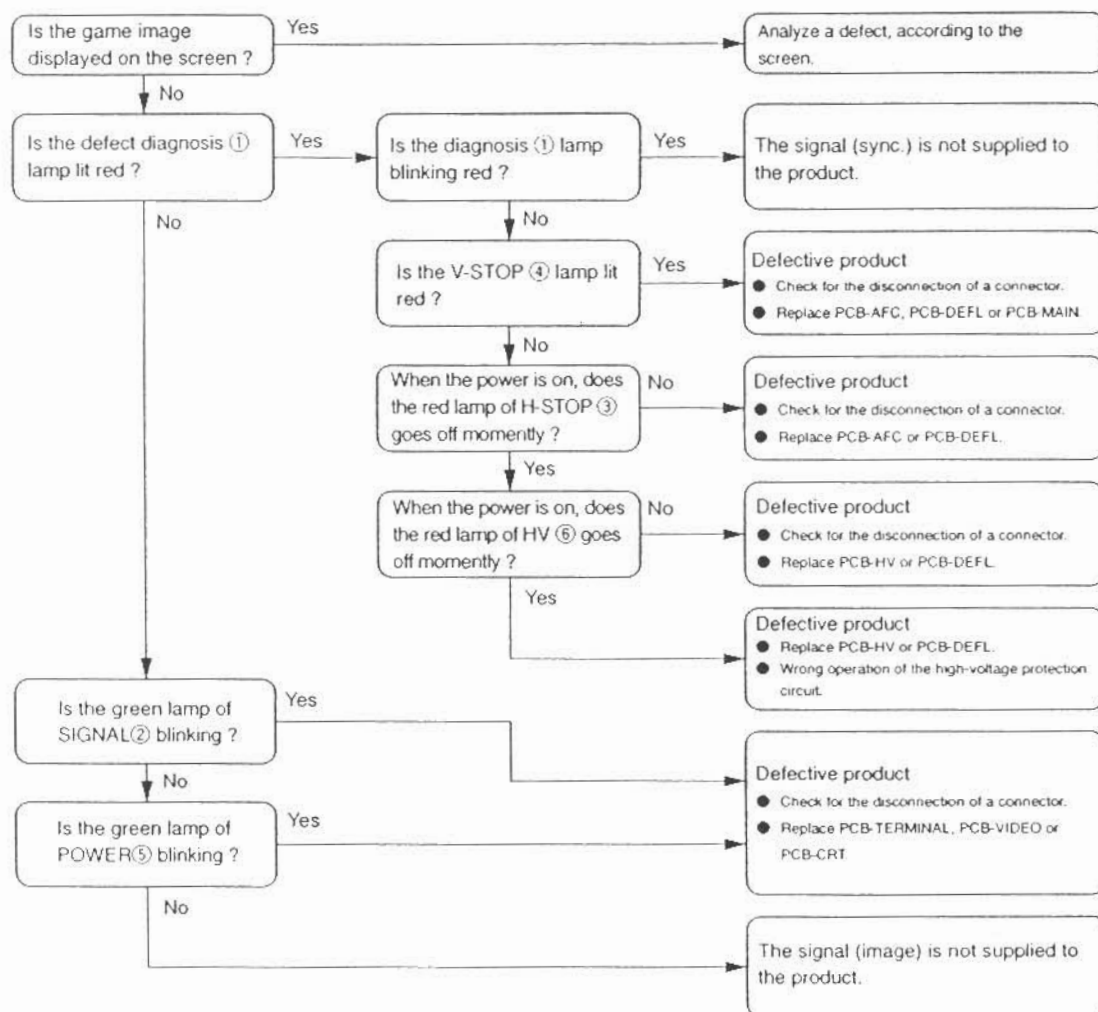 Is the game image
displayed on the screen ?
Yes
Analyze a defect, according to the
screen.
No
Is the defect diagnosis ①
lamp lit red ?
Yes
Is the diagnosis ① lamp
blinking red ?
Yes
The signal (sync.) is not supplied to
the product.
No
No
Is the V-STOP ④ lamp lit
red ?
Yes
Defective product
● Check for the disconnection of a connector.
● Replace PCB-AFC, PCB-DEFL or PCB-MAIN.
No
When the power is on, does
the red lamp of H-STOP ③
goes off momently ?
No
Defective product
● Check for the disconnection of a connector.
● Replace PCB-AFC or PCB-DEFL.
Yes
When the power is on, does
the red lamp of HV ⑥ goes
off momently ?
No
Defective product
● Check for the disconnection of a connector.
● Replace PCB-HV or PCB-DEFL.
Yes
Defective product
● Replace PCB-HV or PCB-DEFL.
● Wrong operation of the high-voltage protection
circuit.
Is the green lamp of
SIGNAL② blinking ?
Yes
No
Is the green lamp of
POWER⑤ blinking ?
Yes
Defective product
● Check for the disconnection of a connector.
● Replace PCB-TERMINAL, PCB-VIDEO or
PCB-CRT
No
The signal (image) is not supplied to
the product.